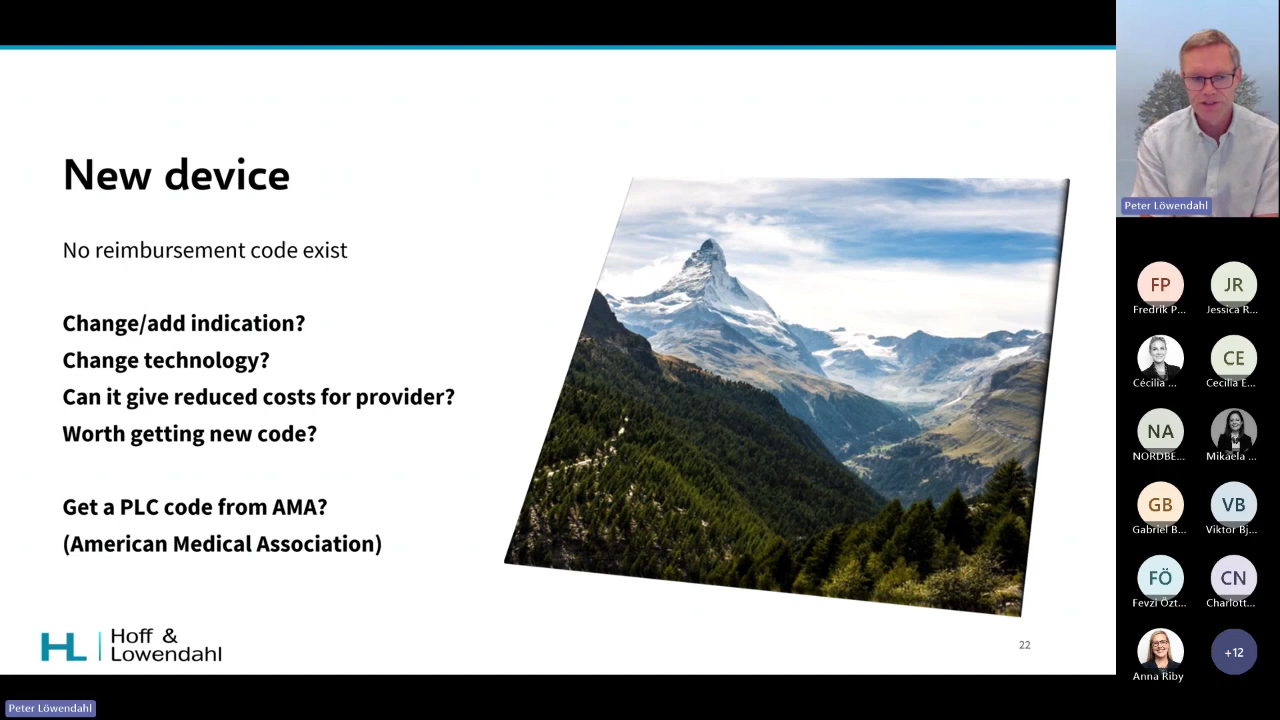 New device
No reimbursement code exist
Change/add indication?
Change technology?
Can it give reduced costs for provider?
Worth getting new code?
Get a PLC code from AMA?
(American Medical Association)
HL
Hoff &
Lowendahl
22
Peter Löwendahl
FP
JR
Fredrik P...
Jessica R...
CE
Cécilia ...
Cecilia E...
NA
NORDBE...
Mikaela ...
GB
VB
Gabriel B...
Viktor Bj...
FÖ
CN
Fevzi Özt...
Charlott...
+12
Anna Riby
Peter Löwendahl